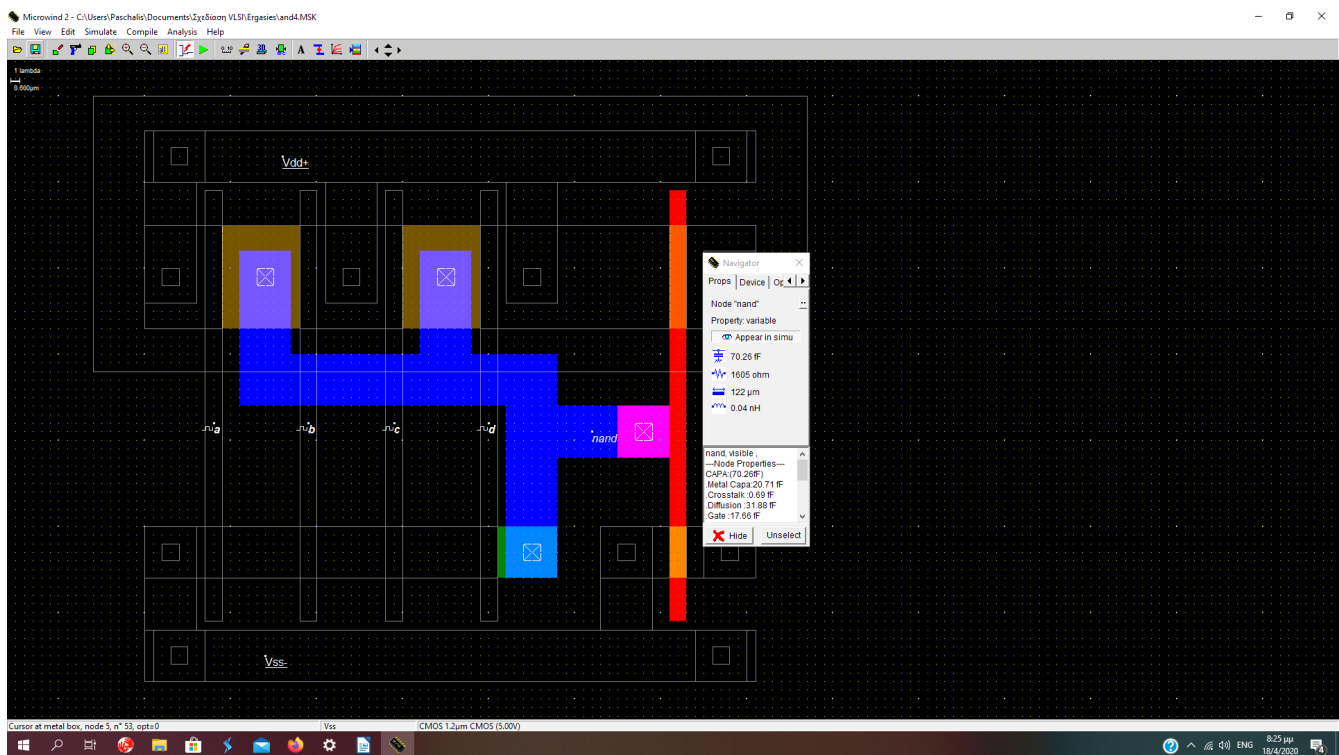 Microwind 2 - C:\Users\Paschalis\Documents\Σχεδίαση VLSI\Ergasies\and4.MSK
File View Edit Simulate Compile Analysis Help
1 lambda
0.600µm
Vdd+
a
b
c
d
nand
Vss-
Navigator
Props Device Op
Node "nand"
Property: variable
Appear in simu
70.26 fF
1605 ohm
122 µm
0.04 nH
nand, visible ,
---Node Properties---
CAPA:(70.26fF)
.Metal Capa:20.71 fF
.Crosstalk :0.69 fF
.Diffusion :31.88 fF
.Gate :17.66 fF
Hide Unselect
Cursor at metal box, node 5, n° 53, opt=0 Vss CMOS 1.2µm CMOS (5.00V)
ENG 8:25 μμ
18/4/2020